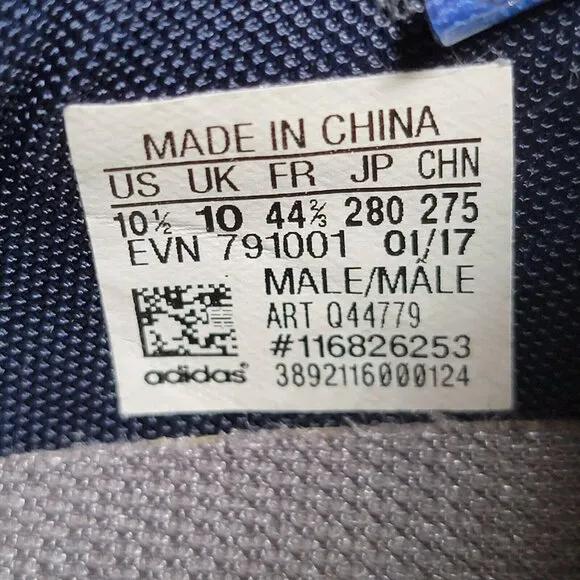 MADE IN CHINA
US UK FR JP CHN
10½ 10 44⅔ 280 275
EVN 791001 01/17
MALE/MÂLE
ART Q44779
#116826253
adidas® 3892116000124